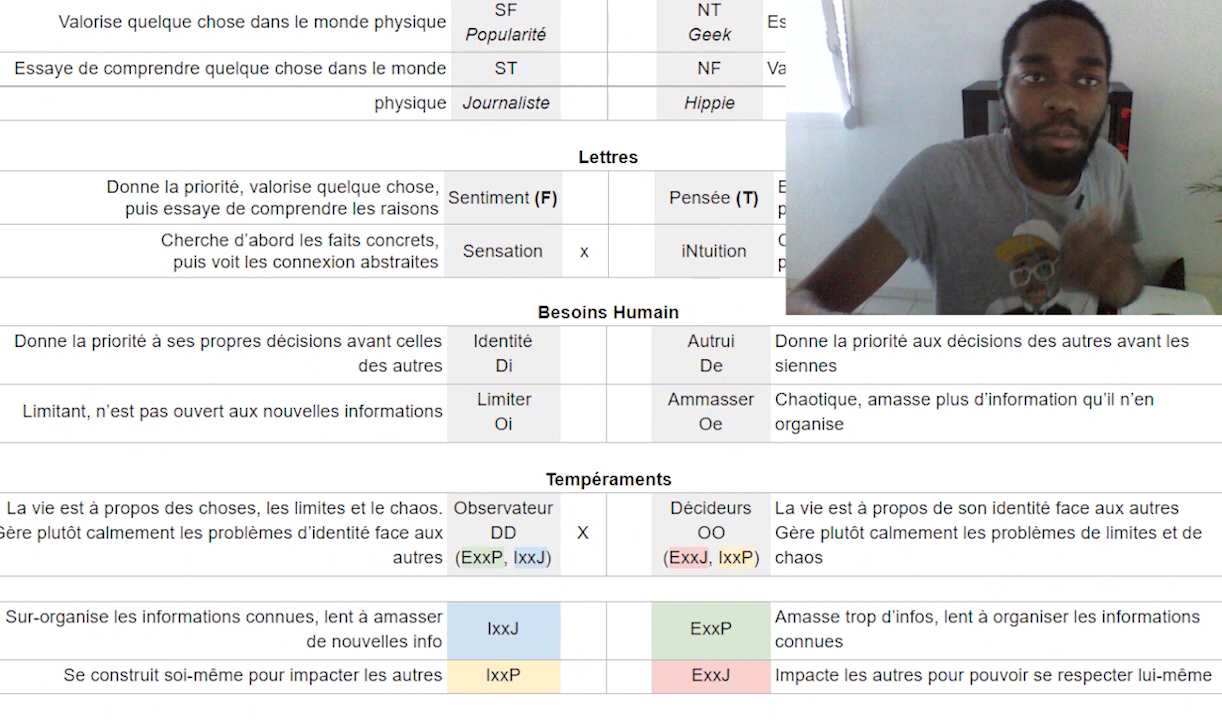 Valorise quelque chose dans le monde physique SF Popularité NT Geek Es
Essaye de comprendre quelque chose dans le monde ST NF Va
physique Journaliste Hippie
Lettres
Donne la priorité, valorise quelque chose,
puis essaye de comprendre les raisons Sentiment (F) Pensée (T)
Cherche d'abord les faits concrets,
puis voit les connexion abstraites Sensation x iNtuition
Besoins Humain
Donne la priorité à ses propres décisions avant celles Identité Autrui Donne la priorité aux décisions des autres avant les
des autres Di De siennes
Limitant, n'est pas ouvert aux nouvelles informations Limiter Ammasser Chaotique, amasse plus d'information qu'il n'en
Oi Oe organise
Tempéraments
La vie est à propos des choses, les limites et le chaos. Observateur Décideurs La vie est à propos de son identité face aux autres
Gère plutôt calmement les problèmes d'identité face aux DD X OO Gère plutôt calmement les problèmes de limites et de
autres (ExxP, IxxJ) (ExxJ, IxxP) chaos
Sur-organise les informations connues, lent à amasser IxxJ ExxP Amasse trop d'infos, lent à organiser les informations
de nouvelles info connues
Se construit soi-même pour impacter les autres IxxP ExxJ Impacte les autres pour pouvoir se respecter lui-même